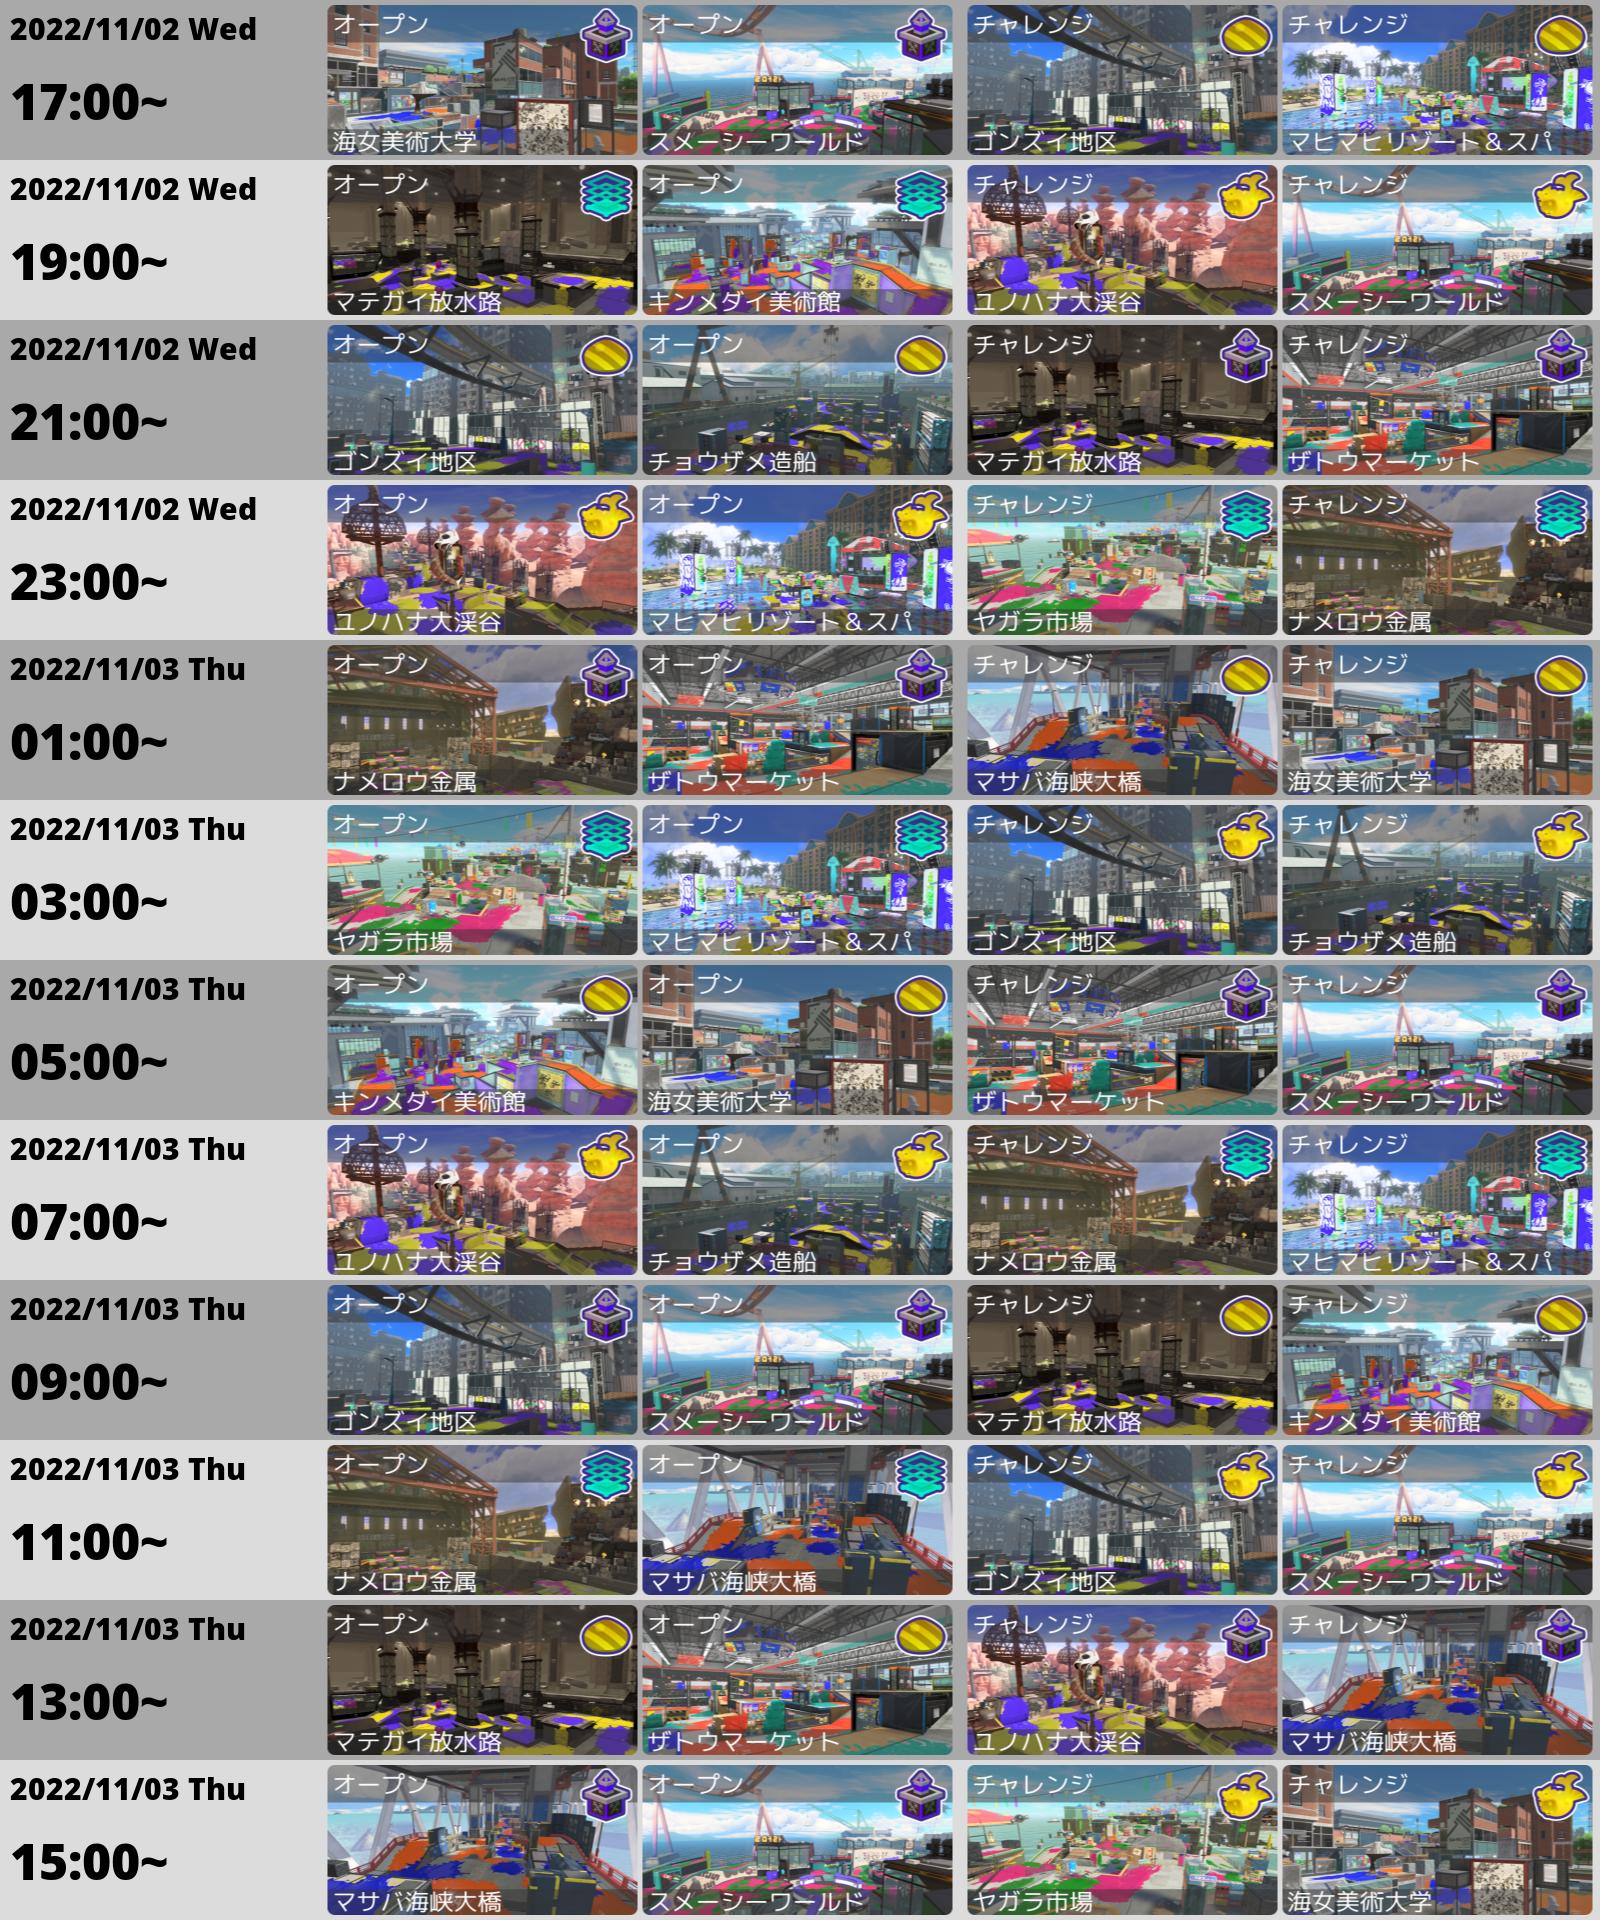 2022/11/02 Wed
17:00~
オープン
海女美術大学
オープン
スメーシーワールド
チャレンジ
ゴンズイ地区
チャレンジ
マヒマヒリゾート＆スパ
2022/11/02 Wed
19:00~
オープン
マテガイ放水路
オープン
キンメダイ美術館
チャレンジ
ユノハナ大渓谷
チャレンジ
スメーシーワールド
2022/11/02 Wed
21:00~
オープン
ゴンズイ地区
オープン
チョウザメ造船
チャレンジ
マテガイ放水路
チャレンジ
ザトウマーケット
2022/11/02 Wed
23:00~
オープン
ユノハナ大渓谷
オープン
マヒマヒリゾート＆スパ
チャレンジ
ヤガラ市場
チャレンジ
ナメロウ金属
2022/11/03 Thu
01:00~
オープン
ナメロウ金属
オープン
ザトウマーケット
チャレンジ
マサバ海峡大橋
チャレンジ
海女美術大学
2022/11/03 Thu
03:00~
オープン
ヤガラ市場
オープン
マヒマヒリゾート＆スパ
チャレンジ
ゴンズイ地区
チャレンジ
チョウザメ造船
2022/11/03 Thu
05:00~
オープン
キンメダイ美術館
オープン
海女美術大学
チャレンジ
ザトウマーケット
チャレンジ
スメーシーワールド
2022/11/03 Thu
07:00~
オープン
ユノハナ大渓谷
オープン
チョウザメ造船
チャレンジ
ナメロウ金属
チャレンジ
マヒマヒリゾート＆スパ
2022/11/03 Thu
09:00~
オープン
ゴンズイ地区
オープン
スメーシーワールド
チャレンジ
マテガイ放水路
チャレンジ
キンメダイ美術館
2022/11/03 Thu
11:00~
オープン
ナメロウ金属
オープン
マサバ海峡大橋
チャレンジ
ゴンズイ地区
チャレンジ
スメーシーワールド
2022/11/03 Thu
13:00~
オープン
マテガイ放水路
オープン
ザトウマーケット
チャレンジ
ユノハナ大渓谷
チャレンジ
マサバ海峡大橋
2022/11/03 Thu
15:00~
オープン
マサバ海峡大橋
オープン
スメーシーワールド
チャレンジ
ヤガラ市場
チャレンジ
海女美術大学